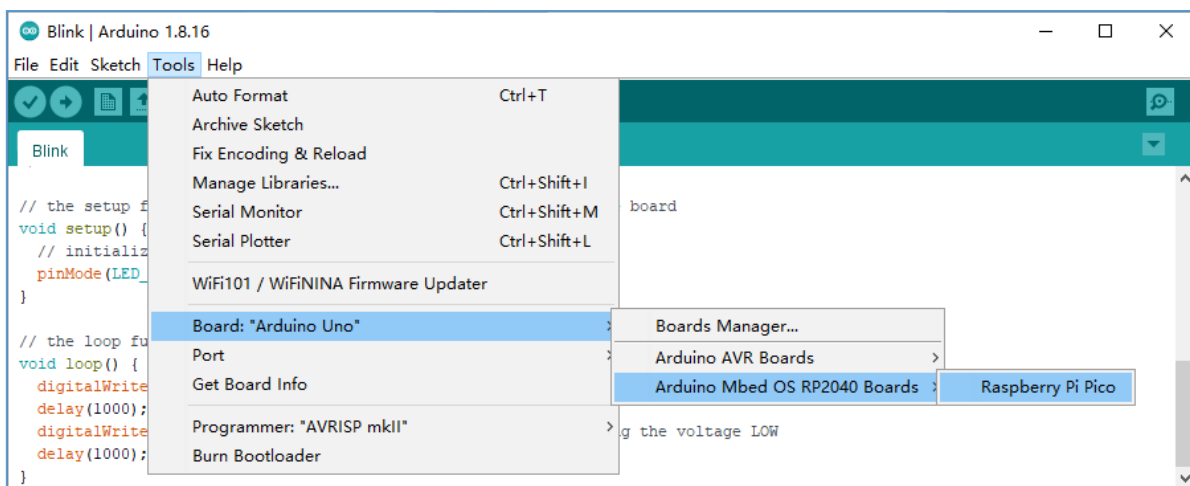 Blink | Arduino 1.8.16
File Edit Sketch Tools Help
Auto Format Ctrl+T
Archive Sketch
Fix Encoding & Reload
Manage Libraries... Ctrl+Shift+I
Serial Monitor Ctrl+Shift+M
Serial Plotter Ctrl+Shift+L
WiFi101 / WiFiNINA Firmware Updater
Board: "Arduino Uno"
Port
Get Board Info
Programmer: "AVRISP mkII"
Burn Bootloader
Boards Manager...
Arduino AVR Boards
Arduino Mbed OS RP2040 Boards
Raspberry Pi Pico
Blink
// the setup f board
void setup() {
// initializ
pinMode(LED_
}
// the loop fu
void loop() {
digitalWrite
delay(1000);
digitalWrite g the voltage LOW
delay(1000);
}